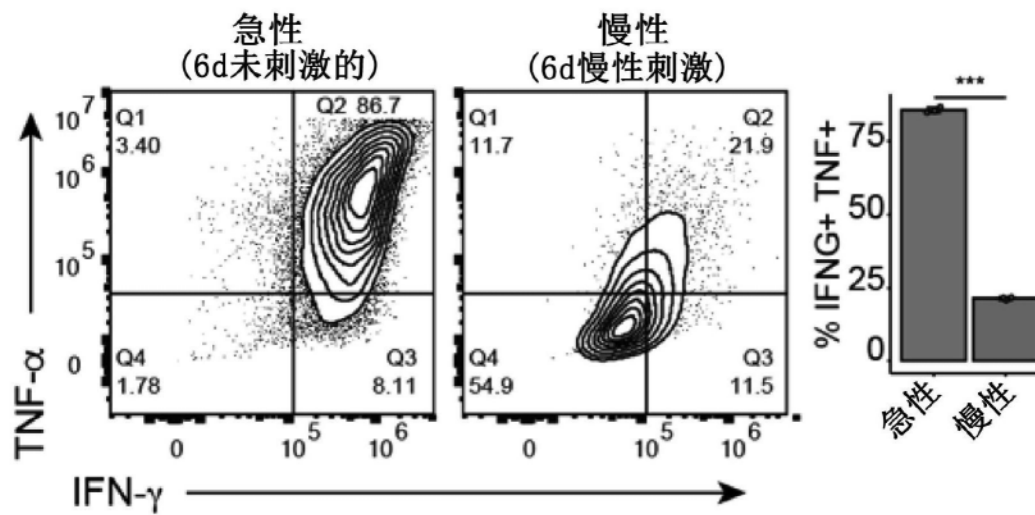 急性
(6d未刺激的)
慢性
(6d慢性刺激)
TNF-α
10^7
10^6
10^5
0
Q1
3.40
Q2 86.7
Q4
1.78
Q3
8.11
0
10^5
10^6
Q1
11.7
Q2
21.9
Q4
54.9
Q3
11.5
0
10^5
10^6
IFN-γ
% IFNG+ TNF+
75
50
25
0
***
急性
慢性